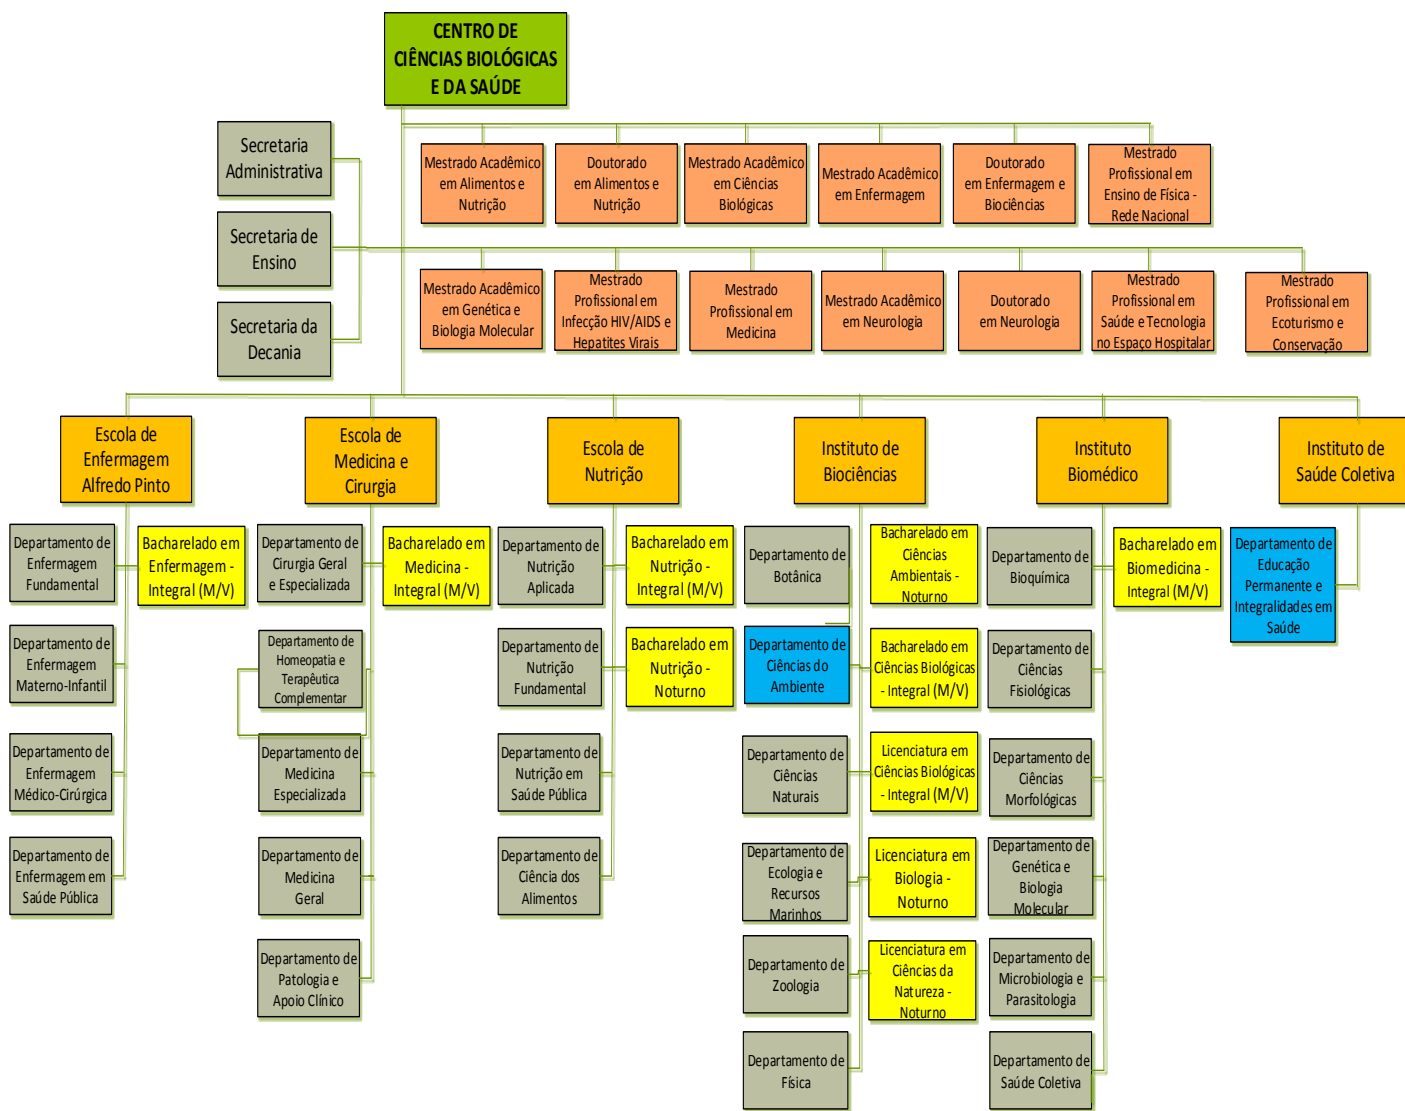 CENTRO DE
CIÊNCIAS BIOLÓGICAS
E DA SAÚDE
Secretaria
Administrativa
Secretaria de
Ensino
Secretaria da
Decania
Mestrado Acadêmico
em Alimentos e
Nutrição
Doutorado
em Alimentos e
Nutrição
Mestrado Acadêmico
em Ciências
Biológicas
Mestrado Acadêmico
em Enfermagem
Doutorado
em Enfermagem e
Biociências
Mestrado
Profissional em
Ensino de Física -
Rede Nacional
Mestrado Acadêmico
em Genética e
Biologia Molecular
Mestrado
Profissional em
Infecção HIV/AIDS e
Hepatites Virais
Mestrado
Profissional em
Medicina
Mestrado Acadêmico
em Neurologia
Doutorado
em Neurologia
Mestrado
Profissional em
Saúde e Tecnologia
no Espaço Hospitalar
Mestrado
Profissional em
Ecoturismo e
Conservação
Escola de
Enfermagem
Alfredo Pinto
Departamento de
Enfermagem
Fundamental
Bacharelado em
Enfermagem -
Integral (M/V)
Departamento de
Enfermagem
Materno-Infantil
Departamento de
Enfermagem
Médico-Cirúrgica
Departamento de
Enfermagem em
Saúde Pública
Escola de
Medicina e
Cirurgia
Departamento de
Cirurgia Geral
e Especializada
Bacharelado em
Medicina -
Integral (M/V)
Departamento de
Homeopatia e
Terapêutica
Complementar
Departamento de
Medicina
Especializada
Departamento de
Medicina
Geral
Departamento de
Patologia e
Apoio Clínico
Escola de
Nutrição
Departamento de
Nutrição
Aplicada
Bacharelado em
Nutrição -
Integral (M/V)
Departamento de
Nutrição
Fundamental
Bacharelado em
Nutrição -
Noturno
Departamento de
Nutrição em
Saúde Pública
Departamento de
Ciência dos
Alimentos
Instituto de
Biociências
Departamento de
Botânica
Bacharelado em
Ciências
Ambientais -
Noturno
Departamento de
Ciências do
Ambiente
Bacharelado em
Ciências Biológicas
- Integral (M/V)
Departamento de
Ciências
Naturais
Licenciatura em
Ciências Biológicas
- Integral (M/V)
Departamento de
Ecologia e
Recursos
Marinhos
Licenciatura em
Biologia -
Noturno
Departamento de
Zoologia
Licenciatura em
Ciências da
Natureza -
Noturno
Departamento de
Física
Instituto
Biomédico
Departamento de
Bioquímica
Bacharelado em
Biomedicina -
Integral (M/V)
Departamento de
Ciências
Fisiológicas
Departamento de
Ciências
Morfológicas
Departamento de
Genética e
Biologia
Molecular
Departamento de
Microbiologia e
Parasitologia
Departamento de
Saúde Coletiva
Instituto de
Saúde Coletiva
Departamento de
Educação
Permanente e
Integralidades em
Saúde